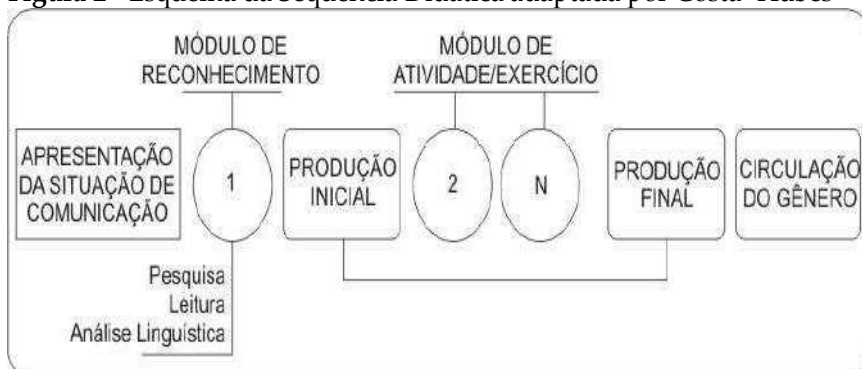 MÓDULO DE
RECONHECIMENTO
MÓDULO DE
ATIVIDADE/EXERCÍCIO
APRESENTAÇÃO
DA SITUAÇÃO DE
COMUNICAÇÃO
1
PRODUÇÃO
INICIAL
2
N
PRODUÇÃO
FINAL
CIRCULAÇÃO
DO GÊNERO
Pesquisa
Leitura
Análise Linguística